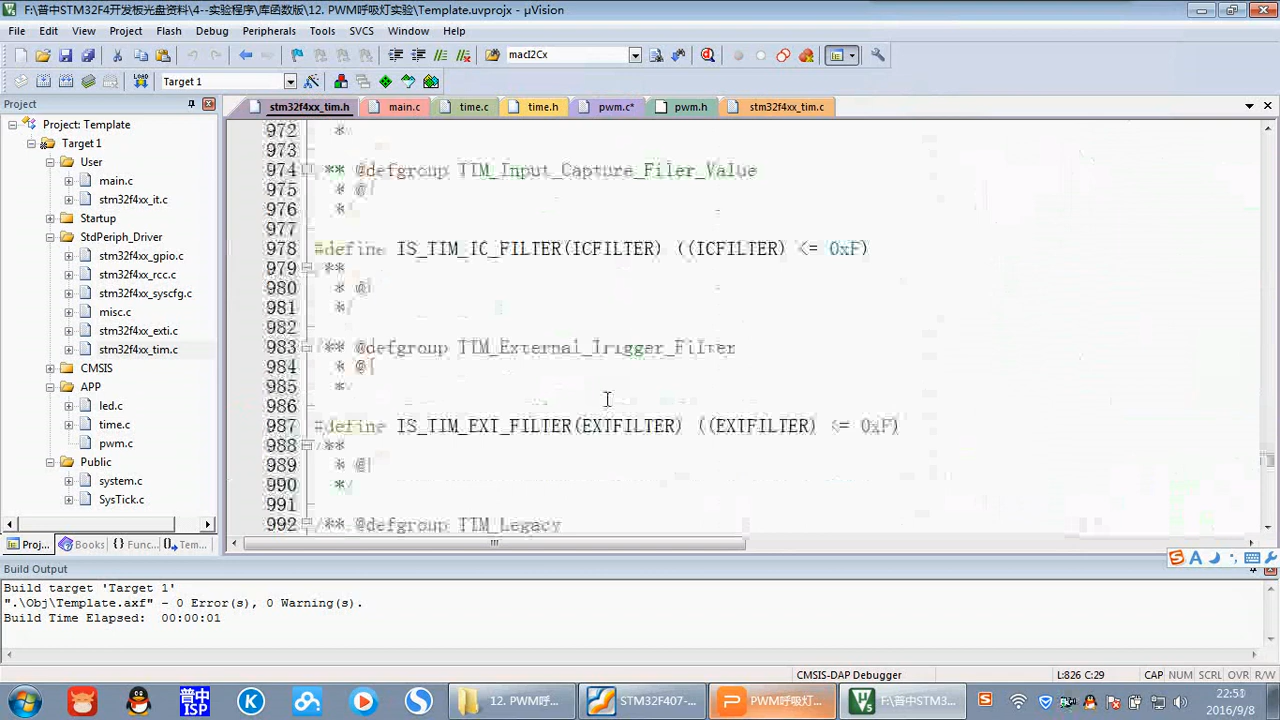 F:\普中STM32F4开发板光盘资料\4--实验程序\库函数版\12. PWM呼吸灯实验\Template.uvprojx - µVision
File Edit View Project Flash Debug Peripherals Tools SVCS Window Help
macI2Cx
LOAD Target 1
Project
stm32f4xx_tim.h main.c time.c time.h pwm.c* pwm.h stm32f4xx_tim.c
Project: Template
Target 1
User
main.c
stm32f4xx_it.c
Startup
StdPeriph_Driver
stm32f4xx_gpio.c
stm32f4xx_rcc.c
stm32f4xx_syscfg.c
misc.c
stm32f4xx_exti.c
stm32f4xx_tim.c
CMSIS
APP
led.c
time.c
pwm.c
Public
system.c
SysTick.c
Proj... Books Func... Tem...
972 *
973
974 ** @defgroup TIM_Input_Capture_Filer_Value
975 * @{
976 *
977
978 #define IS_TIM_IC_FILTER(ICFILTER) ((ICFILTER) <= 0xF)
979 **
980 * @
981 */
982
983 /** @defgroup TIM_External_Trigger_Filter
984 * @{
985 */
986
987 #define IS_TIM_EXT_FILTER(EXTFILTER) ((EXTFILTER) <= 0xF)
988 /**
989 * @
990 */
991
992 /** @defgroup TIM_Legacy
Build Output
Build target 'Target 1'
".\Obj\Template.axf" - 0 Error(s), 0 Warning(s).
Build Time Elapsed: 00:00:01
CMSIS-DAP Debugger L:826 C:29 CAP NUM SCRL OVR R/W
普中 ISP 12. PWM呼... STM32F407-... PWM呼吸灯... F:\普中STM3...
22:51
2016/9/8